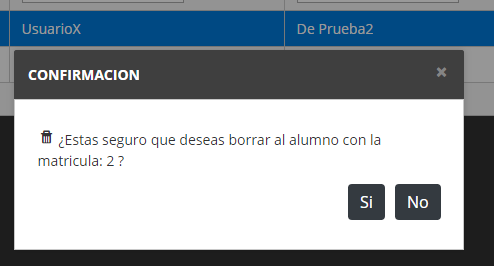 UsuarioX De Prueba2
CONFIRMACION ×
¿Estas seguro que deseas borrar al alumno con la
matricula: 2 ?
Si No